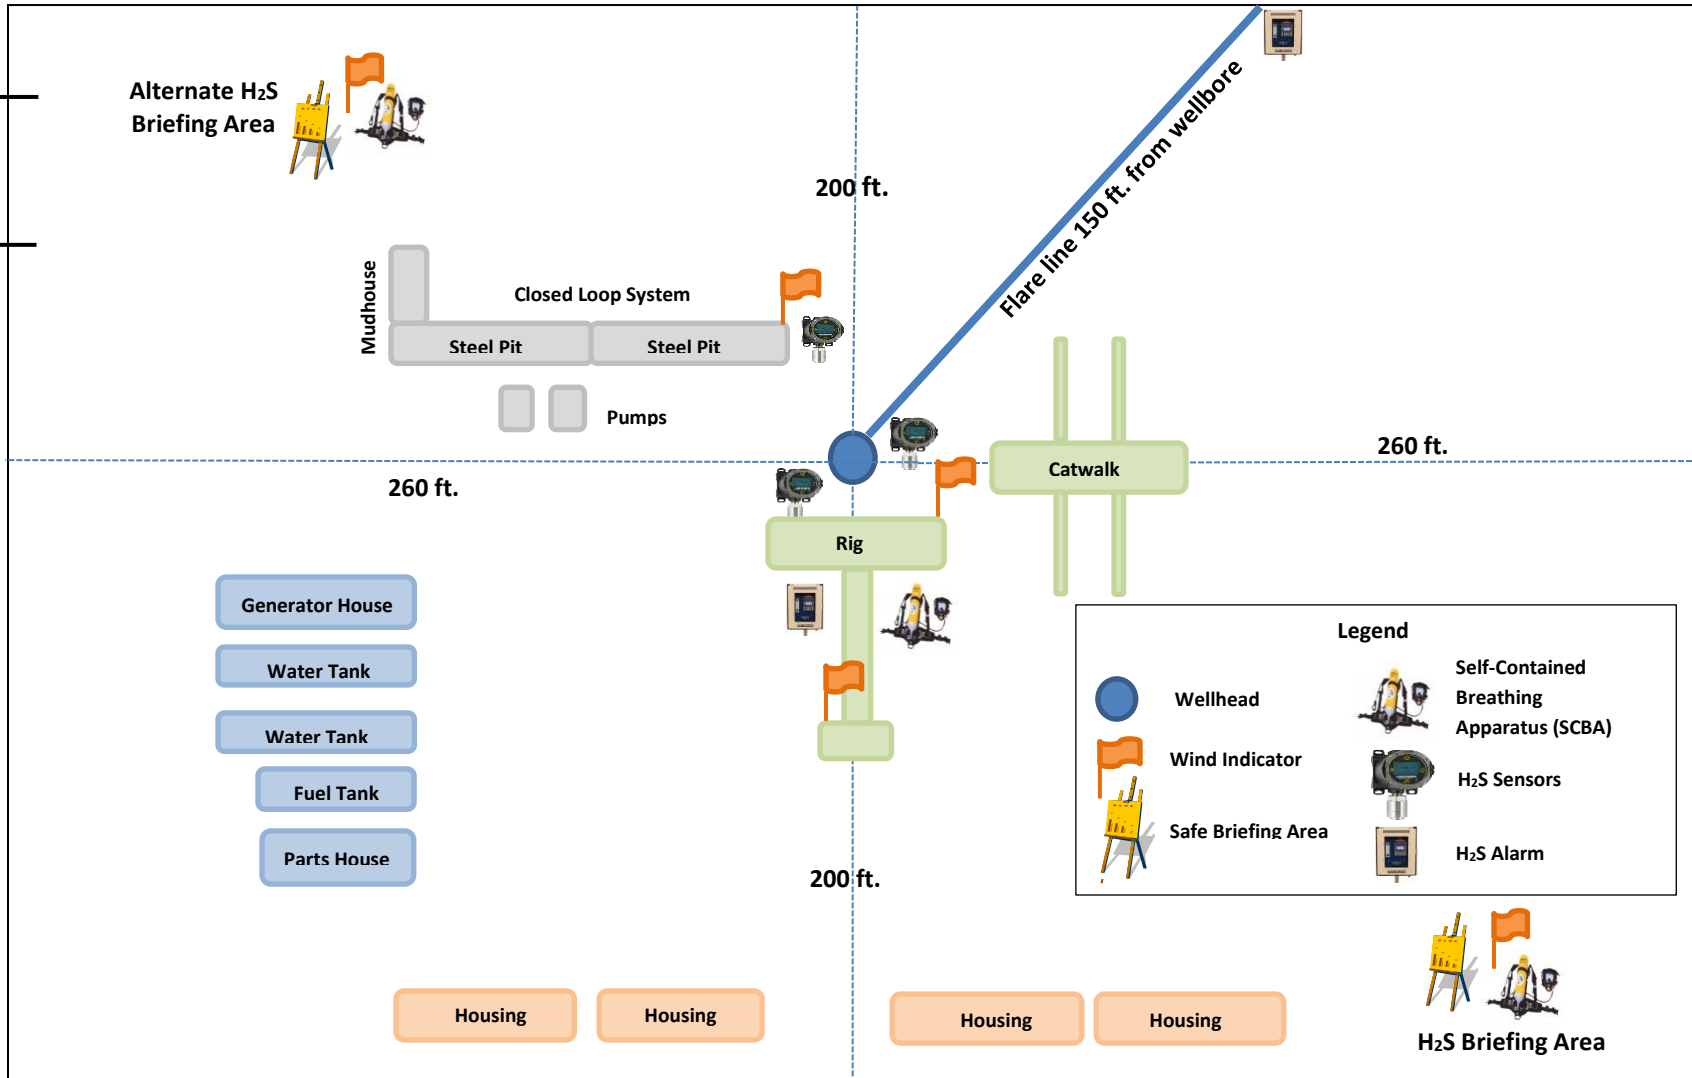 Alternate H2S
Briefing Area
200 ft.
Flare line 150 ft. from wellbore
Mudhouse
Closed Loop System
Steel Pit
Steel Pit
Pumps
260 ft.
Catwalk
260 ft.
Rig
Generator House
Water Tank
Water Tank
Fuel Tank
Parts House
200 ft.
Legend
Wellhead
Wind Indicator
Safe Briefing Area
Self-Contained
Breathing
Apparatus (SCBA)
H2S Sensors
H2S Alarm
Housing
Housing
Housing
Housing
H2S Briefing Area